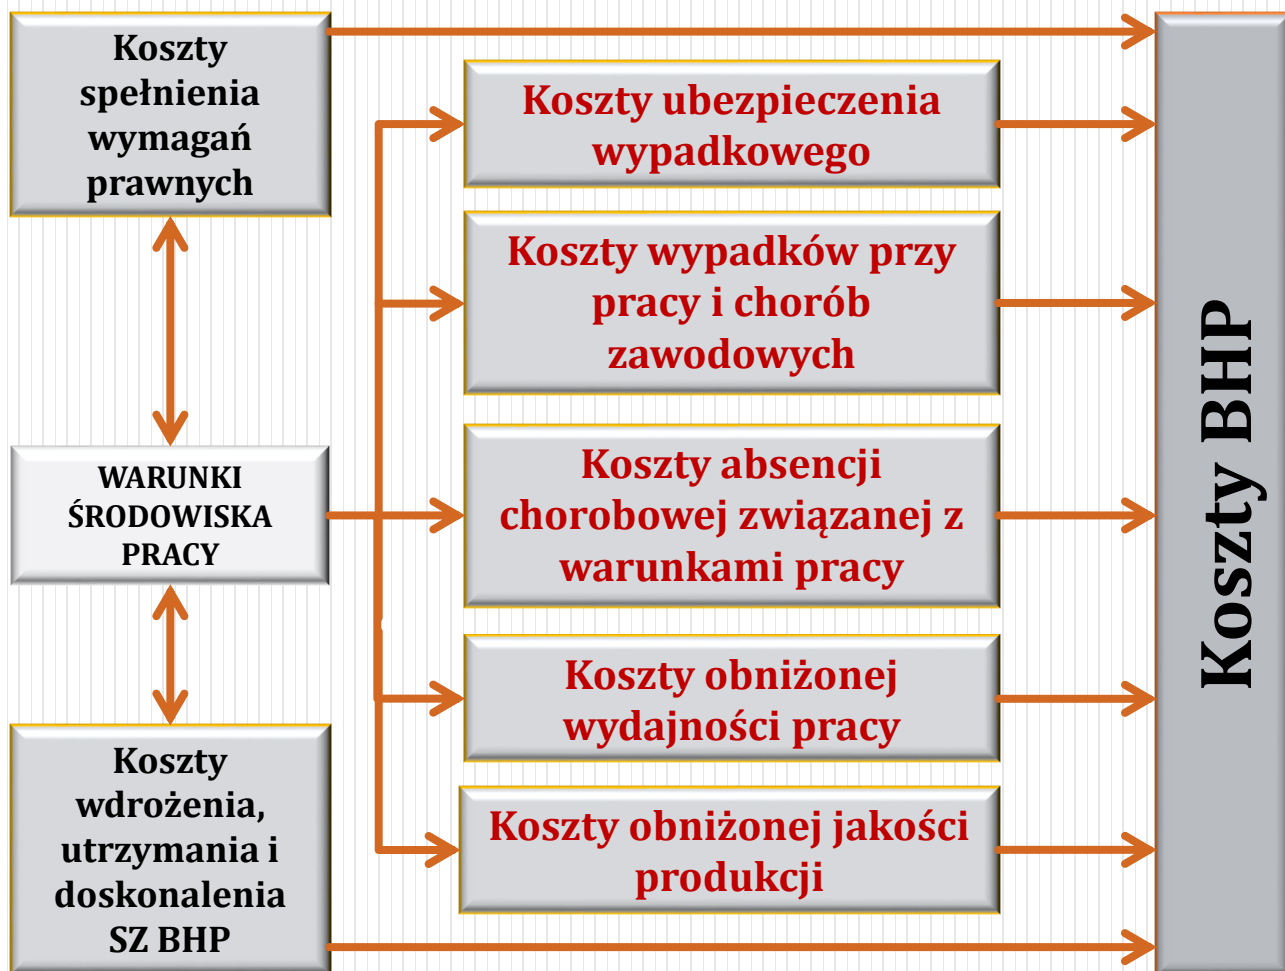 Koszty
spełnienia
wymagań
prawnych
WARUNKI
ŚRODOWISKA
PRACY
Koszty
wdrożenia,
utrzymania i
doskonalenia
SZ BHP
Koszty ubezpieczenia
wypadkowego
Koszty wypadków przy
pracy i chorób
zawodowych
Koszty absencji
chorobowej związanej z
warunkami pracy
Koszty obniżonej
wydajności pracy
Koszty obniżonej jakości
produkcji
Koszty BHP